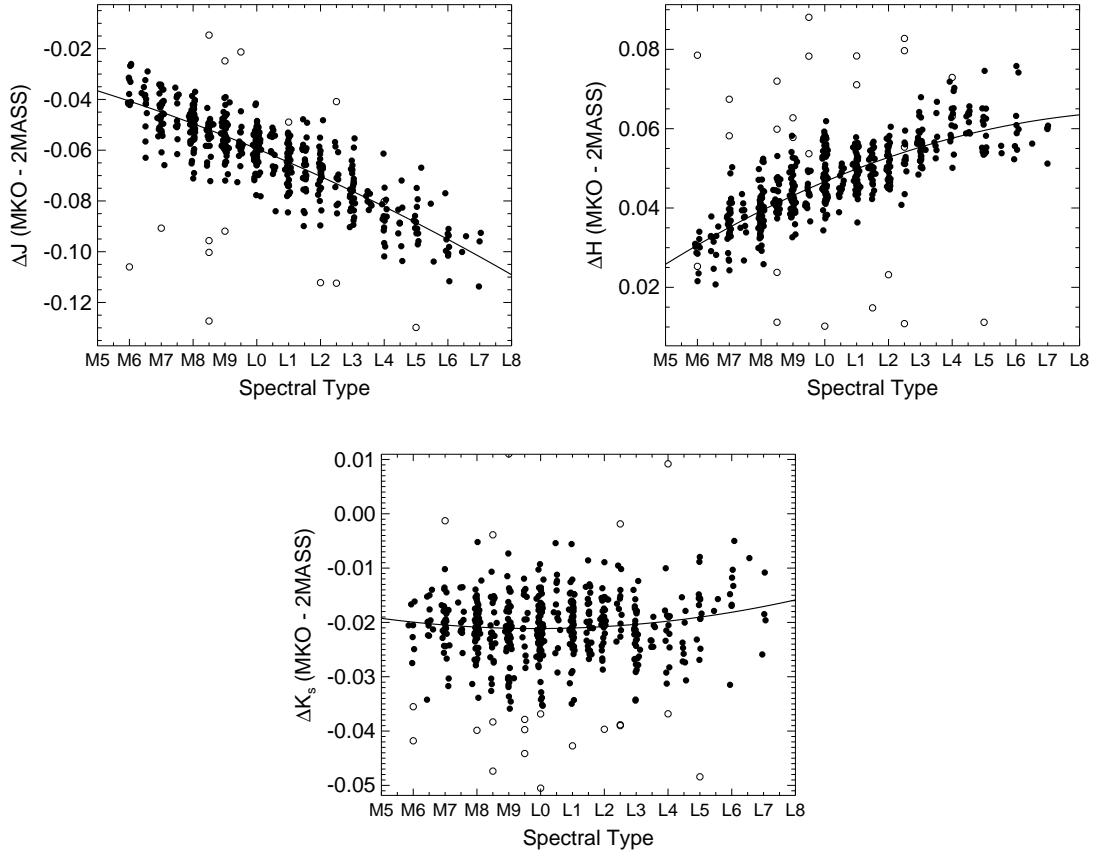 -0.02
-0.04
-0.06
-0.08
-0.10
-0.12
ΔJ (MKO - 2MASS)
M5 M6 M7 M8 M9 L0 L1 L2 L3 L4 L5 L6 L7 L8
Spectral Type
0.08
0.06
0.04
0.02
ΔH (MKO - 2MASS)
M5 M6 M7 M8 M9 L0 L1 L2 L3 L4 L5 L6 L7 L8
Spectral Type
0.01
0.00
-0.01
-0.02
-0.03
-0.04
-0.05
ΔKs (MKO - 2MASS)
M5 M6 M7 M8 M9 L0 L1 L2 L3 L4 L5 L6 L7 L8
Spectral Type